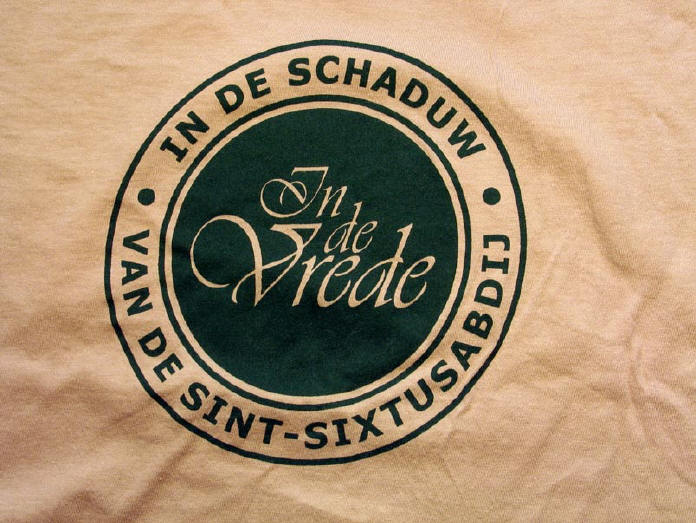 IN DE SCHADUW
In
de
Vrede
VAN DE SINT-SIXTUSABDIJ